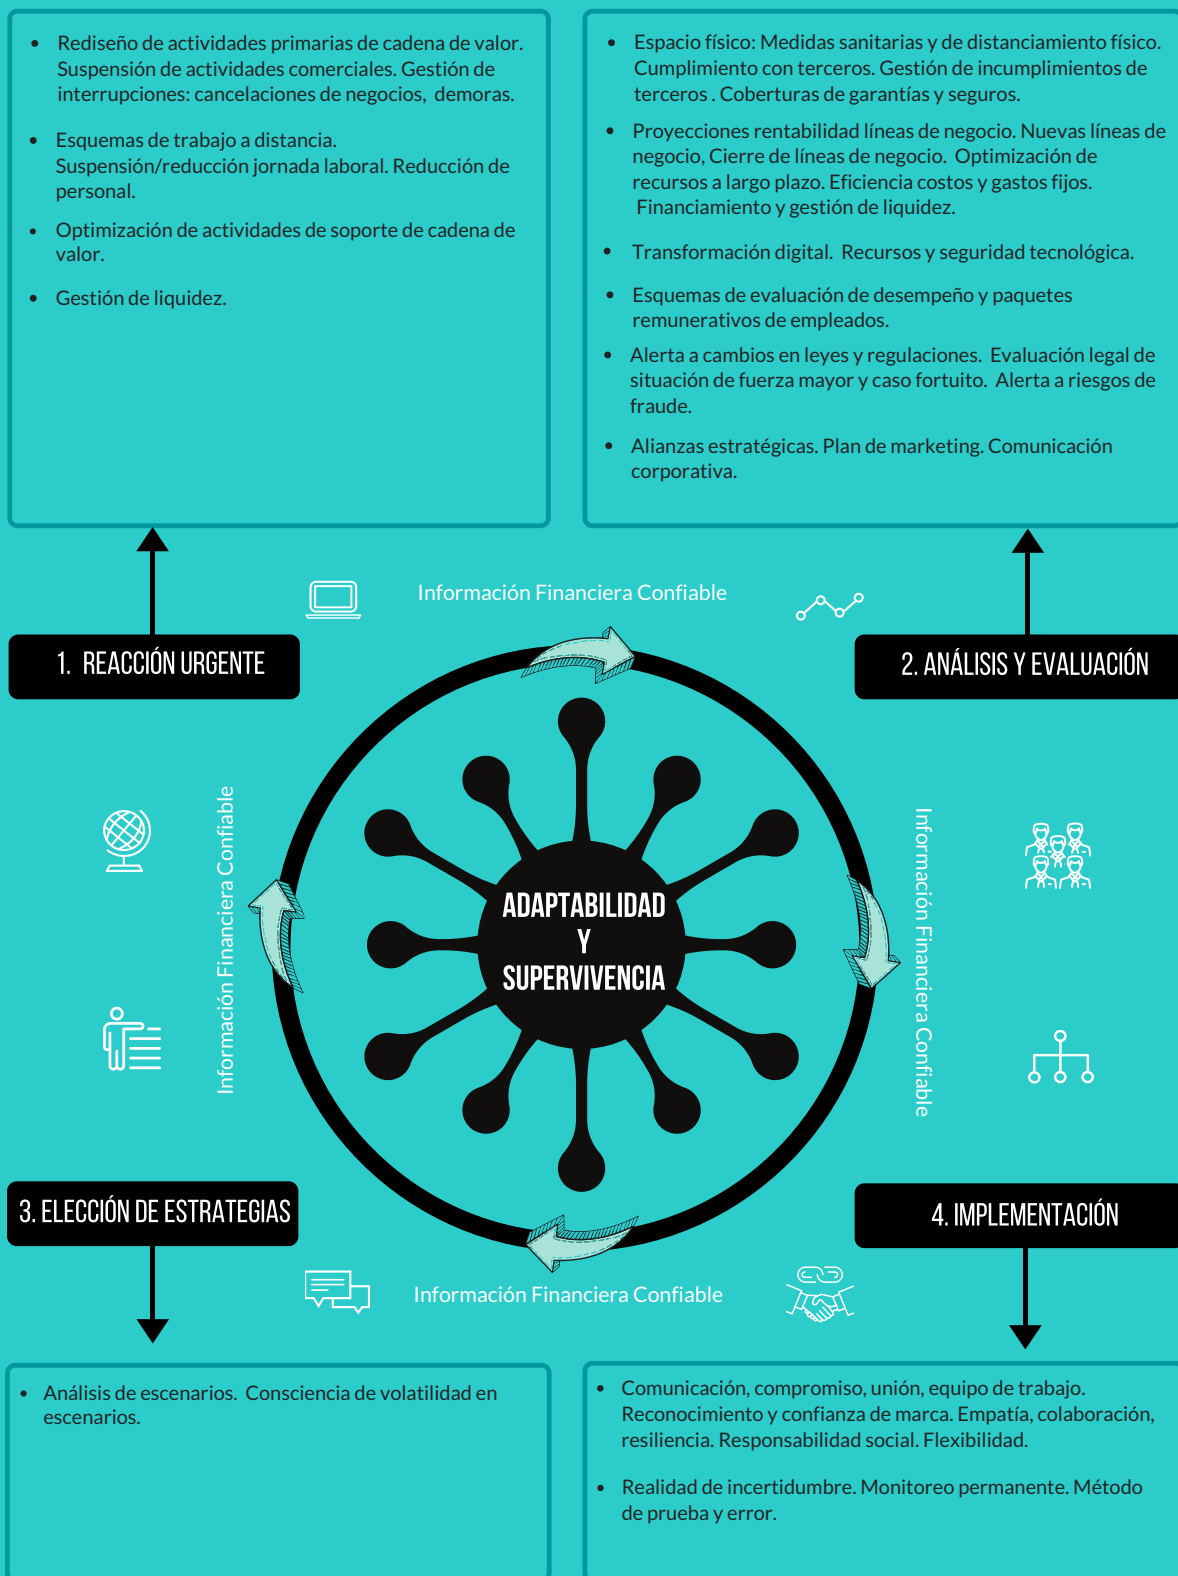 Rediseño de actividades primarias de cadena de valor.
Suspensión de actividades comerciales. Gestión de
interrupciones: cancelaciones de negocios, demoras.
Esquemas de trabajo a distancia.
Suspensión/reducción jornada laboral. Reducción de
personal.
Optimización de actividades de soporte de cadena de
valor.
Gestión de liquidez.
Espacio físico: Medidas sanitarias y de distanciamiento físico.
Cumplimiento con terceros. Gestión de incumplimientos de
terceros . Coberturas de garantías y seguros.
Proyecciones rentabilidad líneas de negocio. Nuevas líneas de
negocio, Cierre de líneas de negocio. Optimización de
recursos a largo plazo. Eficiencia costos y gastos fijos.
Financiamiento y gestión de liquidez.
Transformación digital. Recursos y seguridad tecnológica.
Esquemas de evaluación de desempeño y paquetes
remunerativos de empleados.
Alerta a cambios en leyes y regulaciones. Evaluación legal de
situación de fuerza mayor y caso fortuito. Alerta a riesgos de
fraude.
Alianzas estratégicas. Plan de marketing. Comunicación
corporativa.
Información Financiera Confiable
1. REACCIÓN URGENTE
2. ANÁLISIS Y EVALUACIÓN
Información Financiera Confiable
ADAPTABILIDAD
Y
SUPERVIVENCIA
Información Financiera Confiable
3. ELECCIÓN DE ESTRATEGIAS
4. IMPLEMENTACIÓN
Información Financiera Confiable
Análisis de escenarios. Consciencia de volatilidad en
escenarios.
Comunicación, compromiso, unión, equipo de trabajo.
Reconocimiento y confianza de marca. Empatía, colaboración,
resiliencia. Responsabilidad social. Flexibilidad.
Realidad de incertidumbre. Monitoreo permanente. Método
de prueba y error.